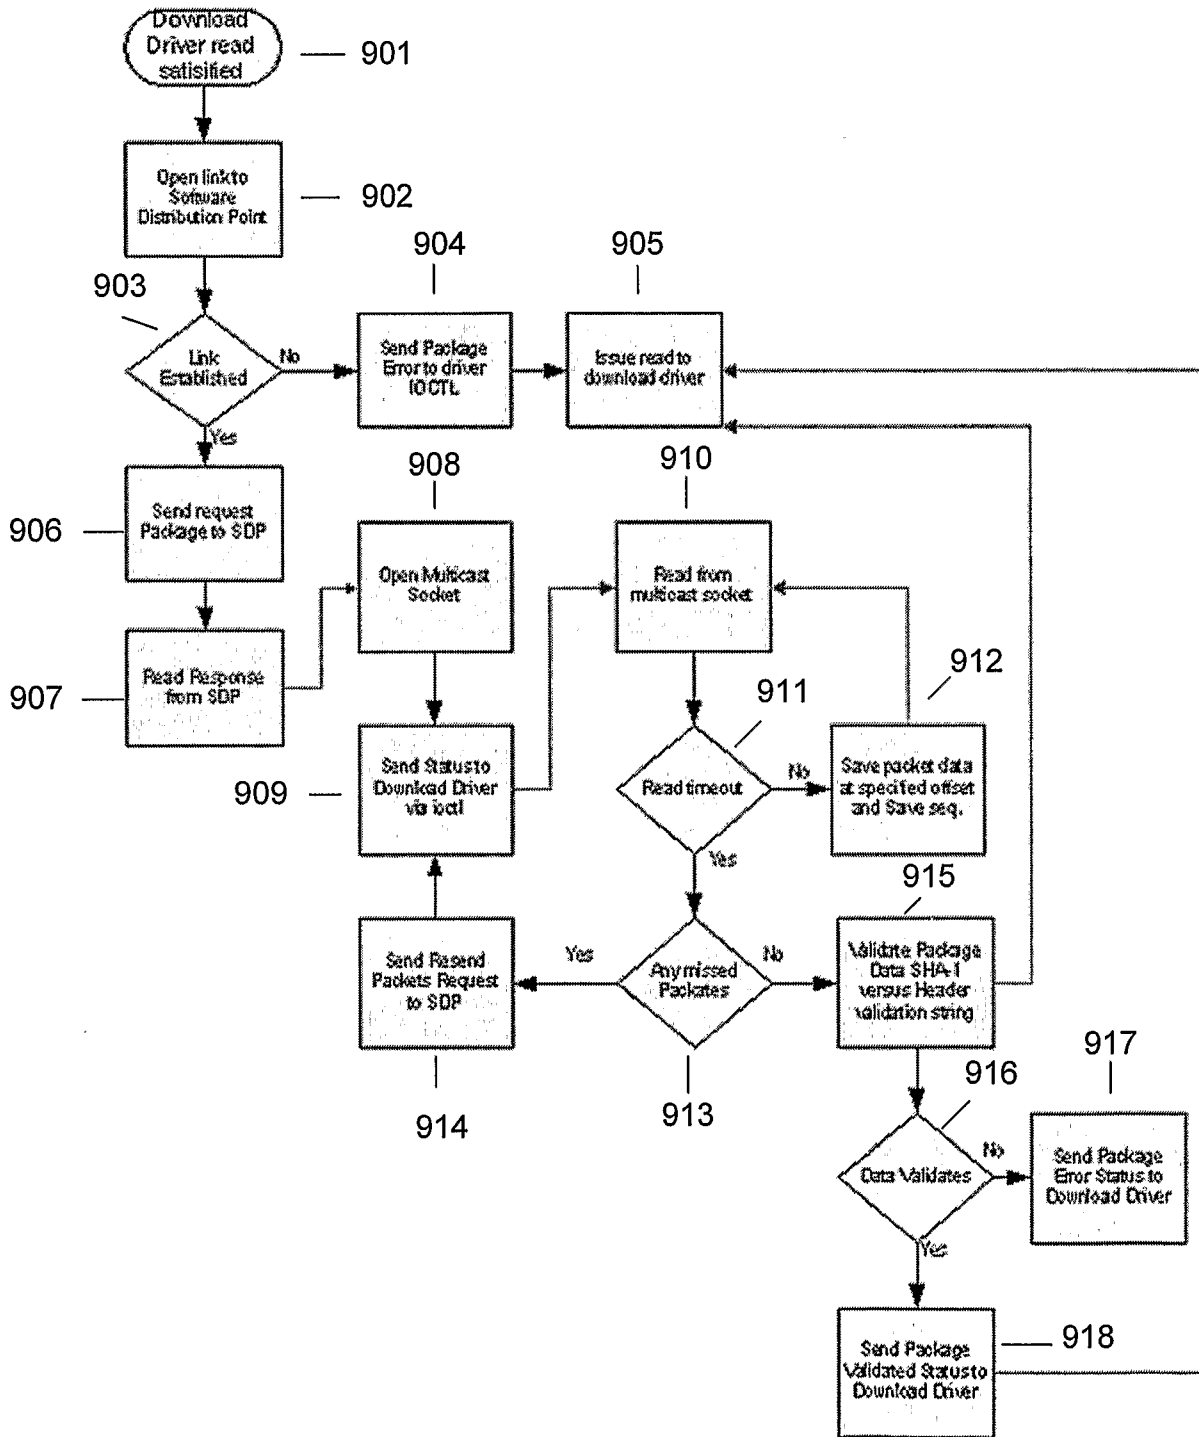 Download
Driver read
satisified
901
Open link to
Software
Distribution Point
902
903
Link
Established
No
Yes
904
Send Package
Error to driver
IOCTL
905
Issue read to
download driver
906
Send request
Package to SDP
907
Read Response
from SDP
908
Open Multicast
Socket
909
Send Status to
Download Driver
via ioctl
910
Read from
multicast socket
911
Read timeout
No
Yes
912
Save packet data
at specified offset
and Save seq.
913
Any missed
Packates
Yes
No
914
Send Resend
Packets Request
to SDP
915
Validate Package
Data SHA-1
versus Header
validation string
916
Data Validates
No
Yes
917
Send Package
Error Status to
Download Driver
918
Send Package
Validated Status to
Download Driver